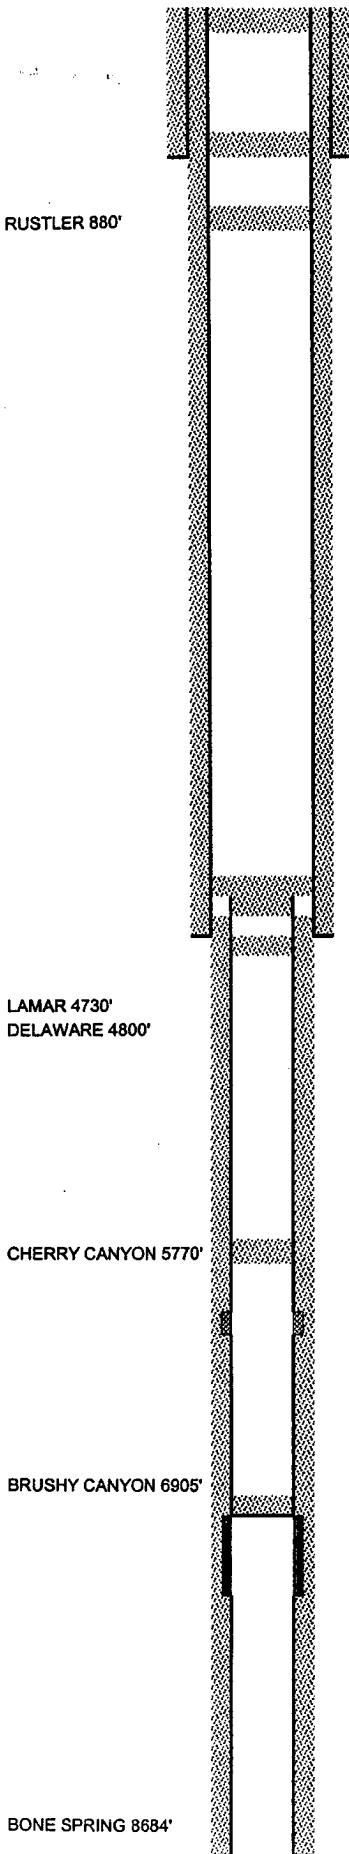 RUSTLER 880'
LAMAR 4730'
DELAWARE 4800'
CHERRY CANYON 5770'
BRUSHY CANYON 6905'
BONE SPRING 8684'